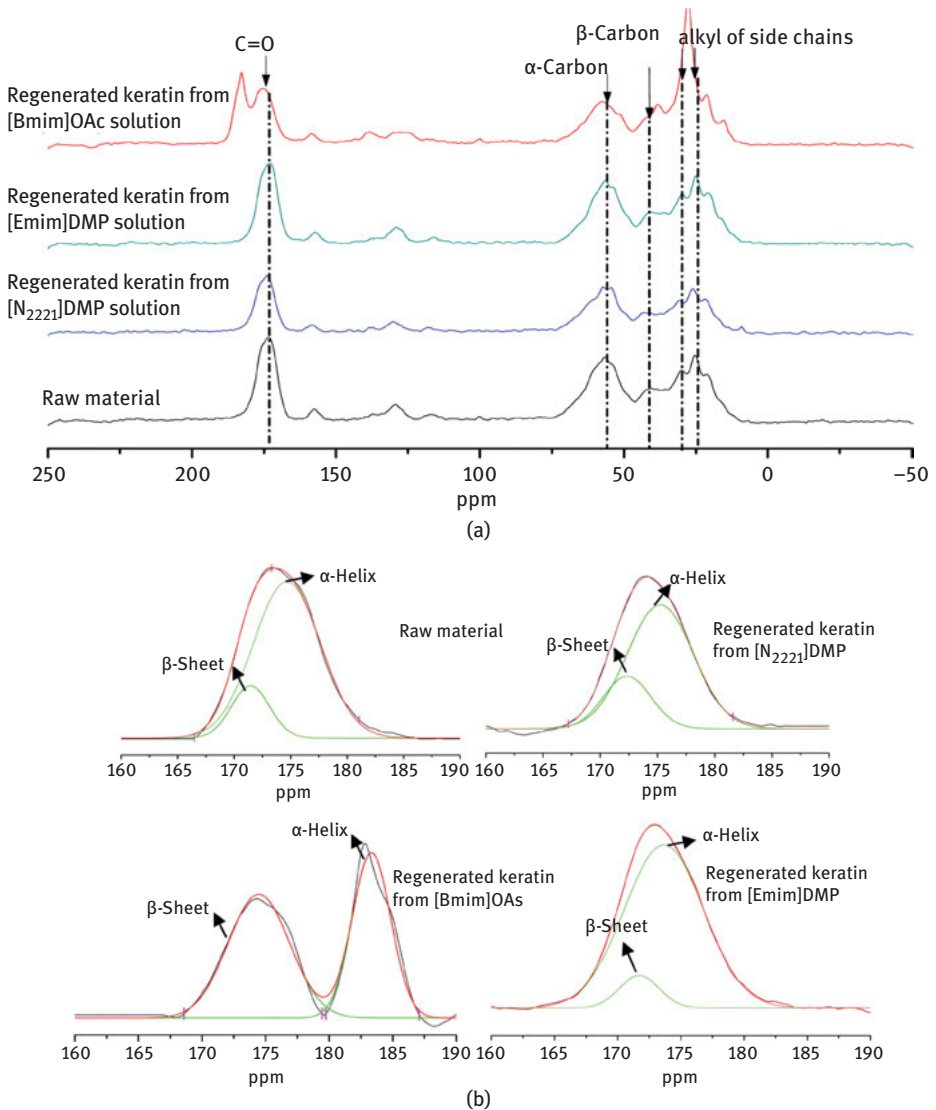 C=O
β-Carbon
α-Carbon
alkyl of side chains
Regenerated keratin from
[Bmim]OAc solution
Regenerated keratin from
[Emim]DMP solution
Regenerated keratin from
[N2221]DMP solution
Raw material
250 200 150 100 50 0 –50
ppm
(a)
α-Helix
β-Sheet
Raw material
160 165 170 175 180 185 190
ppm
α-Helix
β-Sheet
Regenerated keratin
from [N2221]DMP
160 165 170 175 180 185 190
ppm
α-Helix
β-Sheet
Regenerated keratin
from [Bmim]OAs
160 165 170 175 180 185 190
ppm
α-Helix
β-Sheet
Regenerated keratin
from [Emim]DMP
160 165 170 175 180 185 190
ppm
(b)